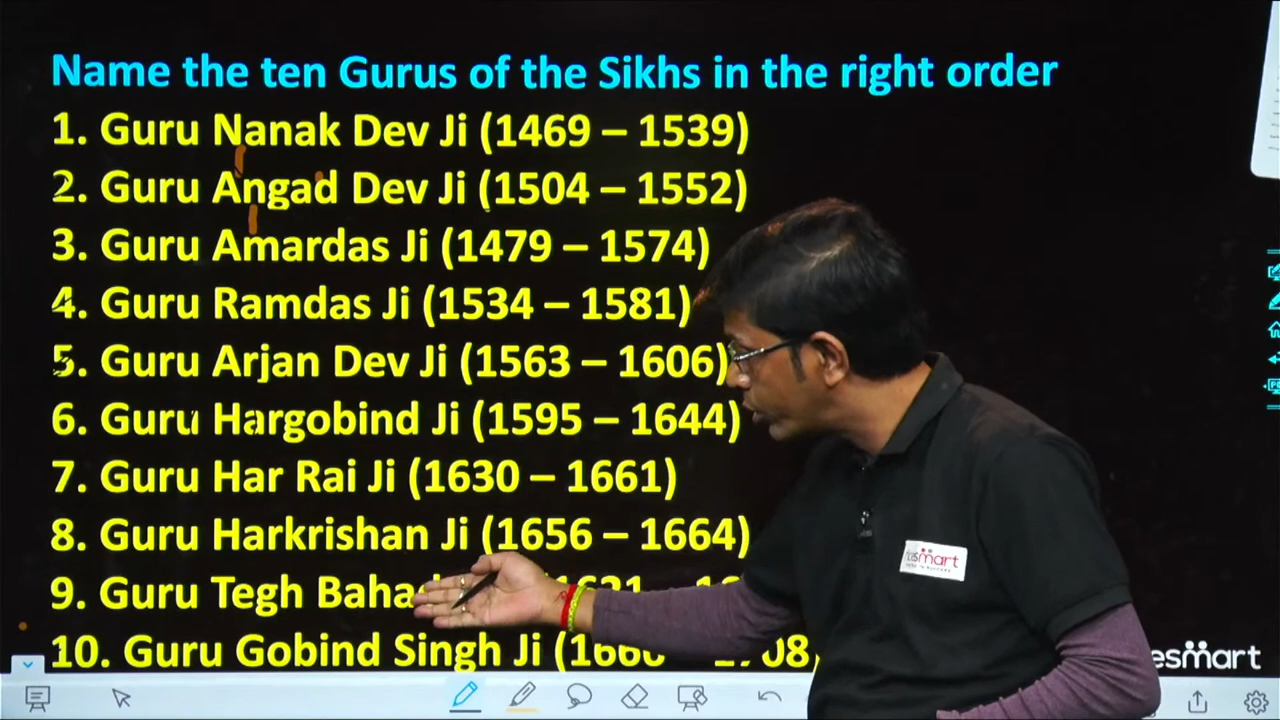 Name the ten Gurus of the Sikhs in the right order
1. Guru Nanak Dev Ji (1469 – 1539)
2. Guru Angad Dev Ji (1504 – 1552)
3. Guru Amardas Ji (1479 – 1574)
4. Guru Ramdas Ji (1534 – 1581)
5. Guru Arjan Dev Ji (1563 – 1606)
6. Guru Hargobind Ji (1595 – 1644)
7. Guru Har Rai Ji (1630 – 1661)
8. Guru Harkrishan Ji (1656 – 1664)
9. Guru Tegh
10. Guru Gobind Singh Ji